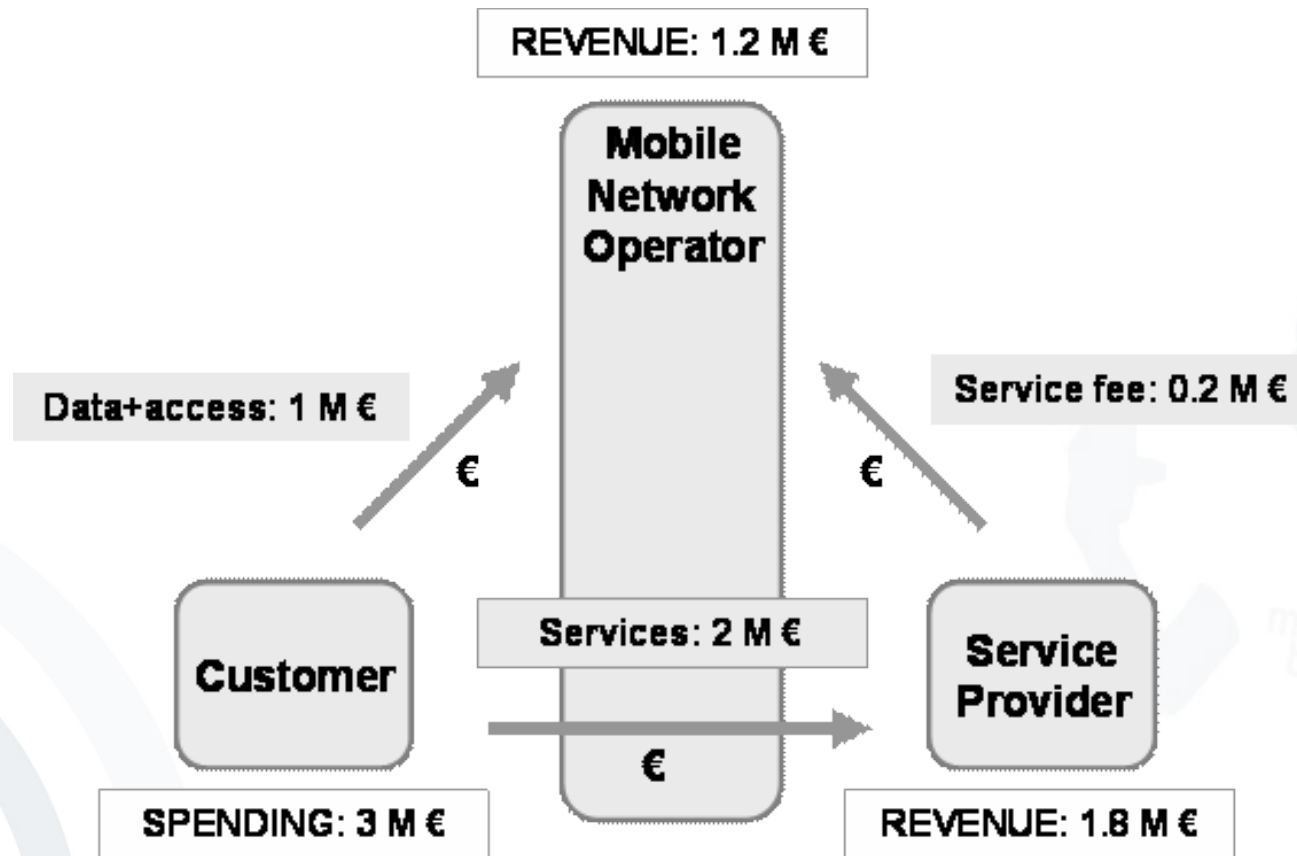 REVENUE: 1.2 M €
Mobile
Network
Operator
Data+access: 1 M €
Service fee: 0.2 M €
€
€
Services: 2 M €
Customer
Service
Provider
€
SPENDING: 3 M €
REVENUE: 1.8 M €